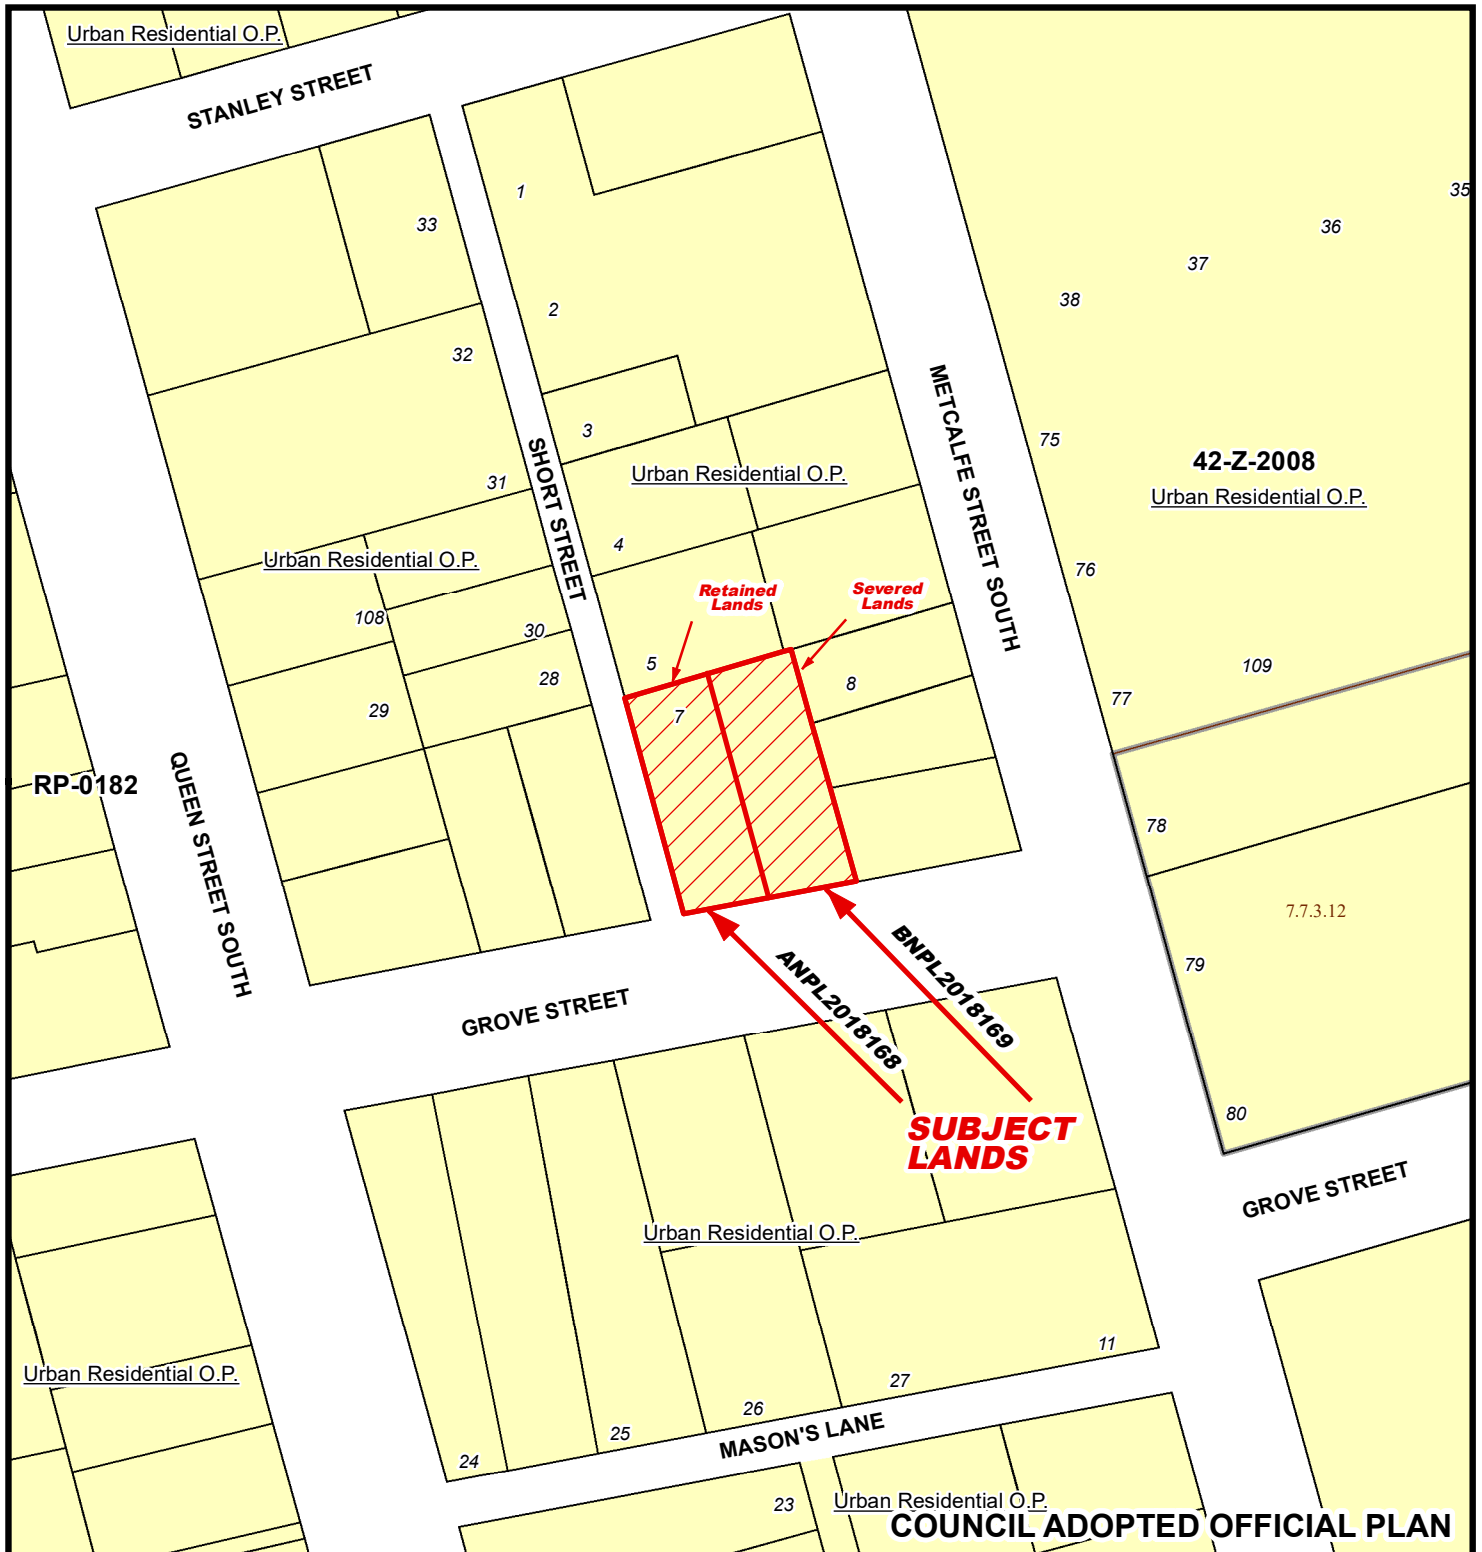 Urban Residential O.P.
STANLEY STREET
1
33
35
36
37
38
2
32
3
METCALFE STREET SOUTH
75
42-Z-2008
Urban Residential O.P.
Urban Residential O.P.
SHORT STREET
31
4
Urban Residential O.P.
76
Retained
Lands
Severed
Lands
108
30
5
109
28
8
77
29
7
RP-0182
QUEEN STREET SOUTH
78
7.7.3.12
79
ANPL2018168
BNPL2018169
GROVE STREET
80
SUBJECT
LANDS
GROVE STREET
Urban Residential O.P.
11
Urban Residential O.P.
27
26
25
MASON'S LANE
24
23
Urban Residential O.P.
COUNCIL ADOPTED OFFICIAL PLAN